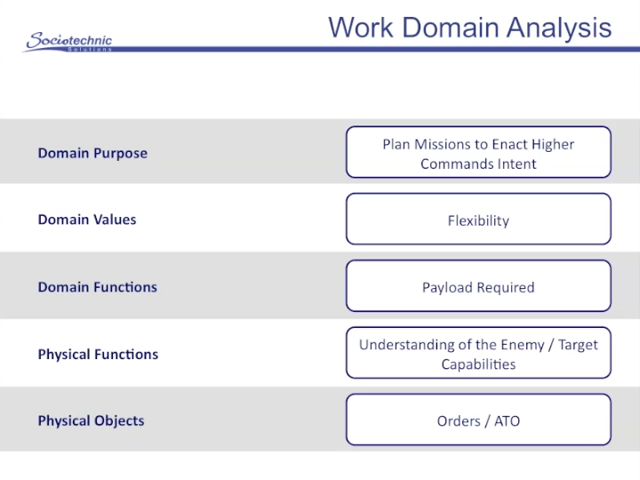 Work Domain Analysis
Sociotechnic
Solutions
Domain Purpose
Plan Missions to Enact Higher
Commands Intent
Domain Values
Flexibility
Domain Functions
Payload Required
Physical Functions
Understanding of the Enemy / Target
Capabilities
Physical Objects
Orders / ATO